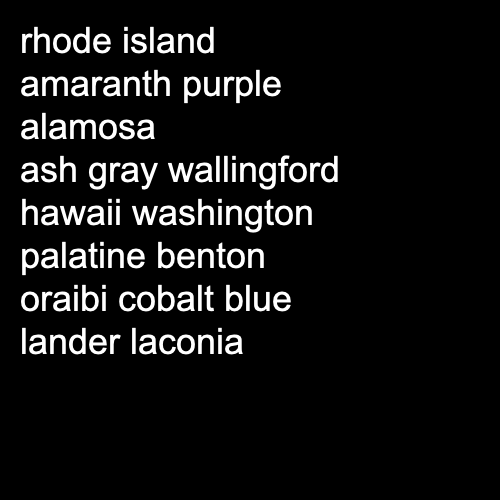 rhode island
amaranth purple
alamosa
ash gray wallingford
hawaii washington
palatine benton
oraibi cobalt blue
lander laconia